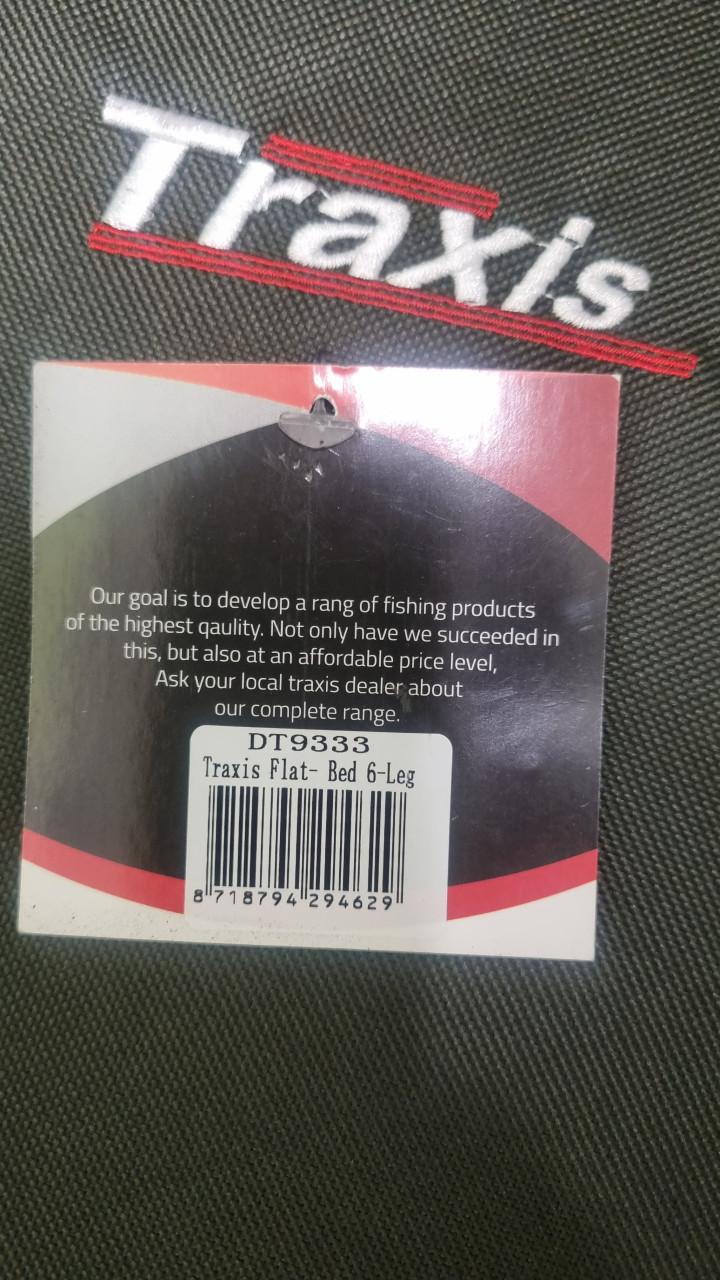 Traxis
Our goal is to develop a rang of fishing products
of the highest qaulity. Not only have we succeeded in
this, but also at an affordable price level,
Ask your local traxis dealer about
our complete range.
DT9333
Traxis Flat- Bed 6-Leg
8 718794 294629